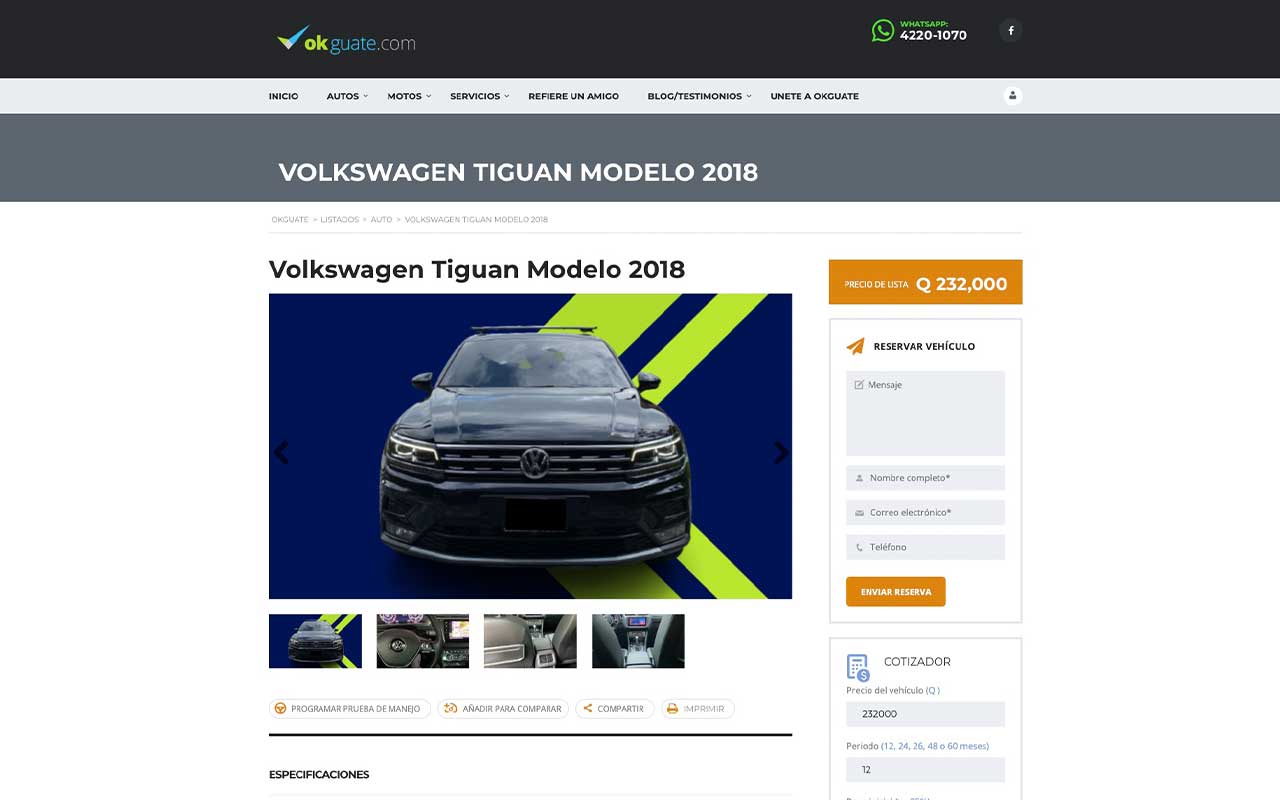 okguate.com
WHATSAPP:
4220-1070
INICIO AUTOS MOTOS SERVICIOS REFIERE UN AMIGO BLOG/TESTIMONIOS UNETE A OKGUATE
VOLKSWAGEN TIGUAN MODELO 2018
OKGUATE > LISTADOS > AUTO > VOLKSWAGEN TIGUAN MODELO 2018
Volkswagen Tiguan Modelo 2018
PROGRAMAR PRUEBA DE MANEJO AÑADIR PARA COMPARAR COMPARTIR IMPRIMIR
ESPECIFICACIONES
PRECIO DE LISTA Q 232,000
RESERVAR VEHÍCULO
Mensaje
Nombre completo*
Correo electrónico*
Teléfono
ENVIAR RESERVA
COTIZADOR
Precio del vehículo (Q )
232000
Periodo (12, 24, 26, 48 o 60 meses)
12